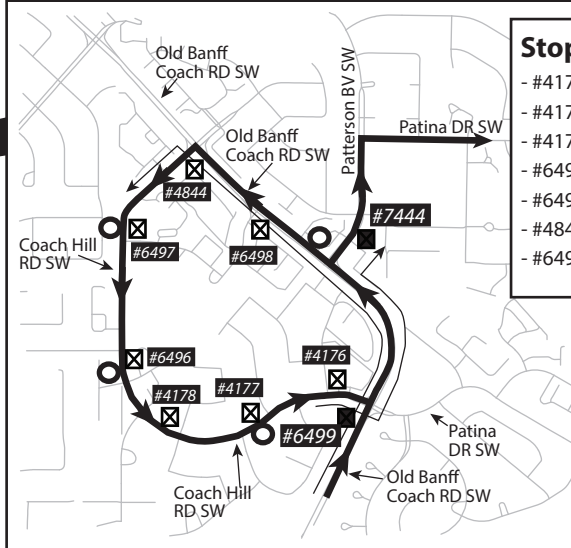 Old Banff
Coach RD SW
Old Banff
Coach RD SW
Patterson BV SW
Patina DR SW
#4844
#7444
#6497
#6498
Coach Hill
RD SW
#6496
#4176
#4178
#4177
#6499
Patina
DR SW
Coach Hill
RD SW
Old Banff
Coach RD SW
Stop
- #417
- #417
- #417
- #649
- #649
- #484
- #649